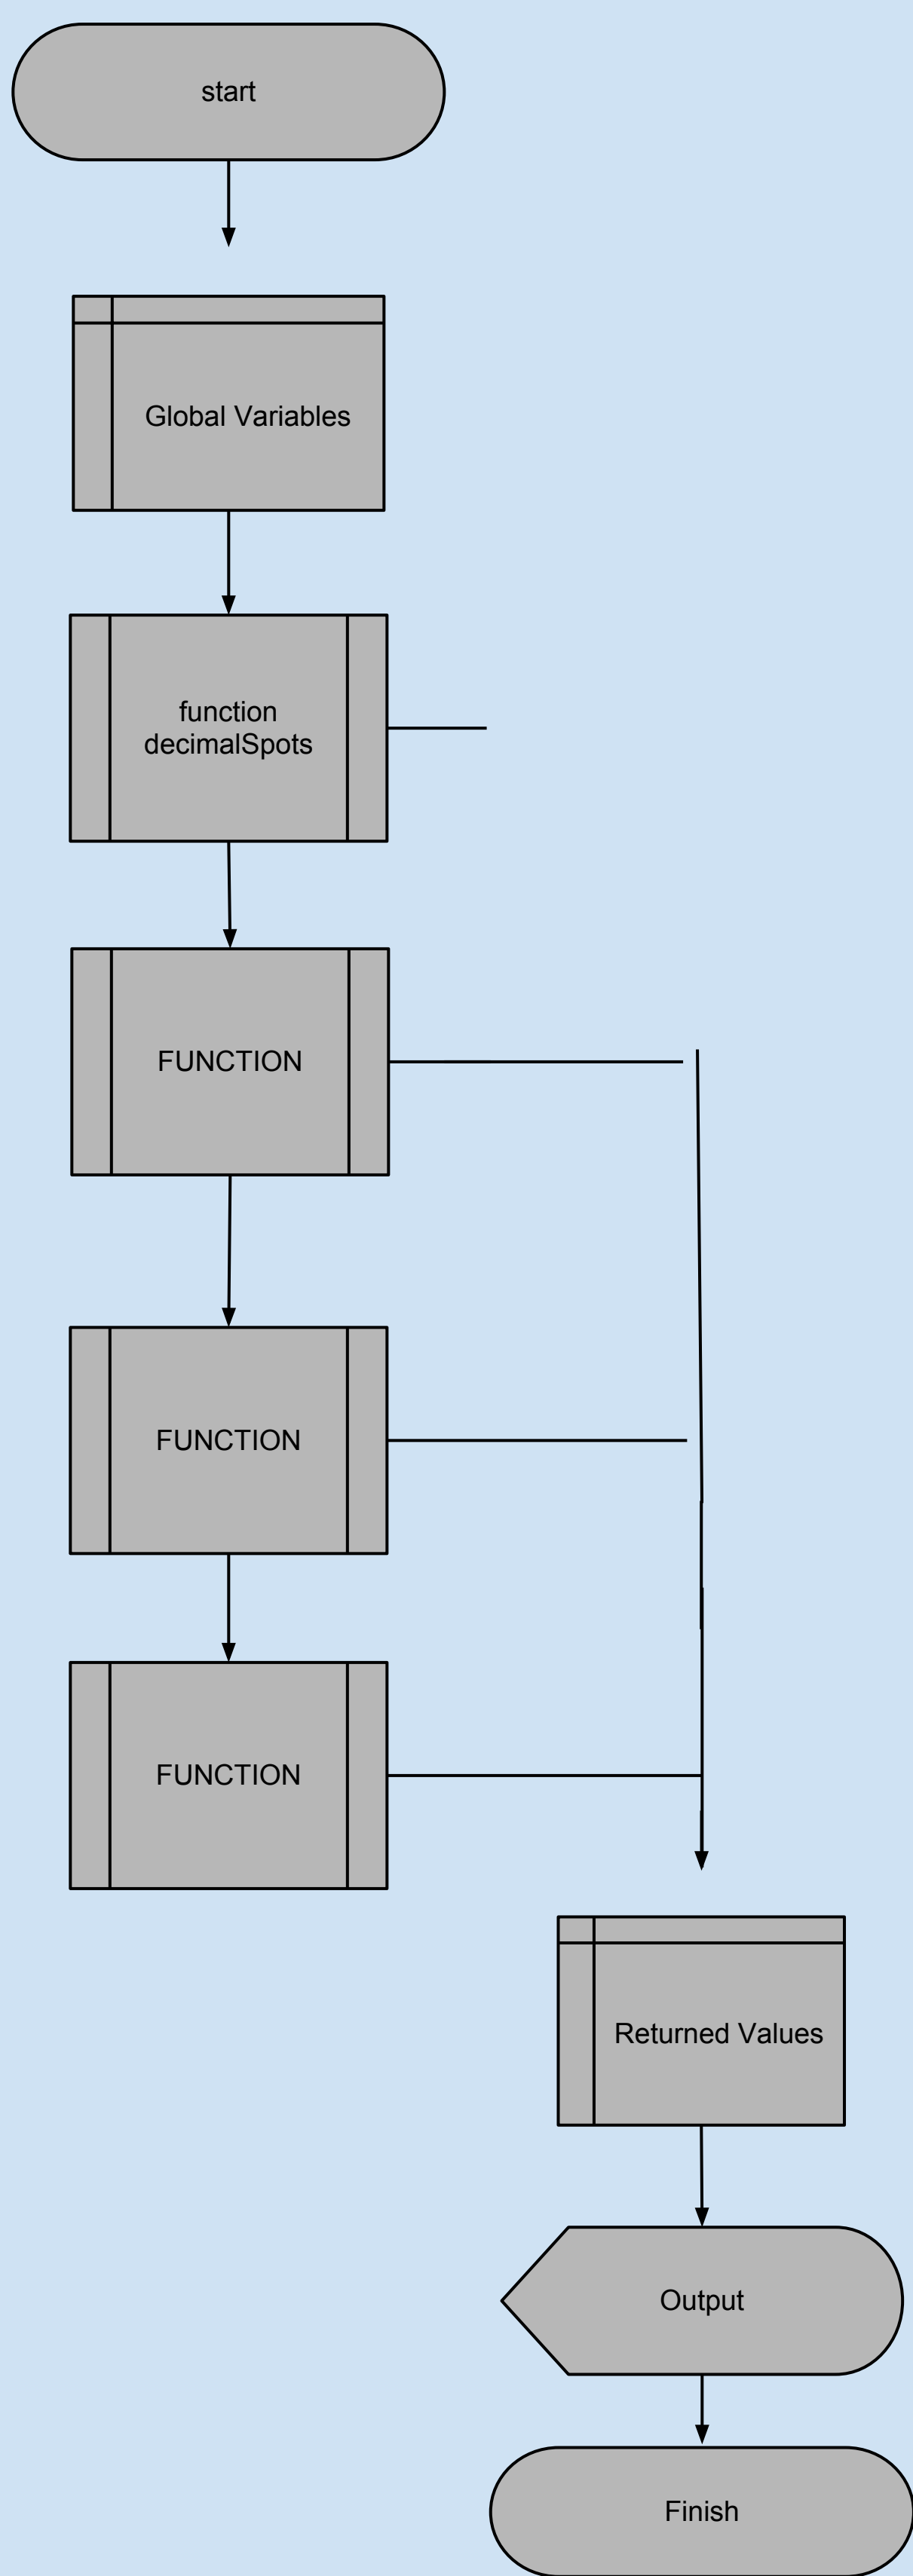 start
Global Variables
function
decimalSpots
FUNCTION
FUNCTION
FUNCTION
Returned Values
Output
Finish